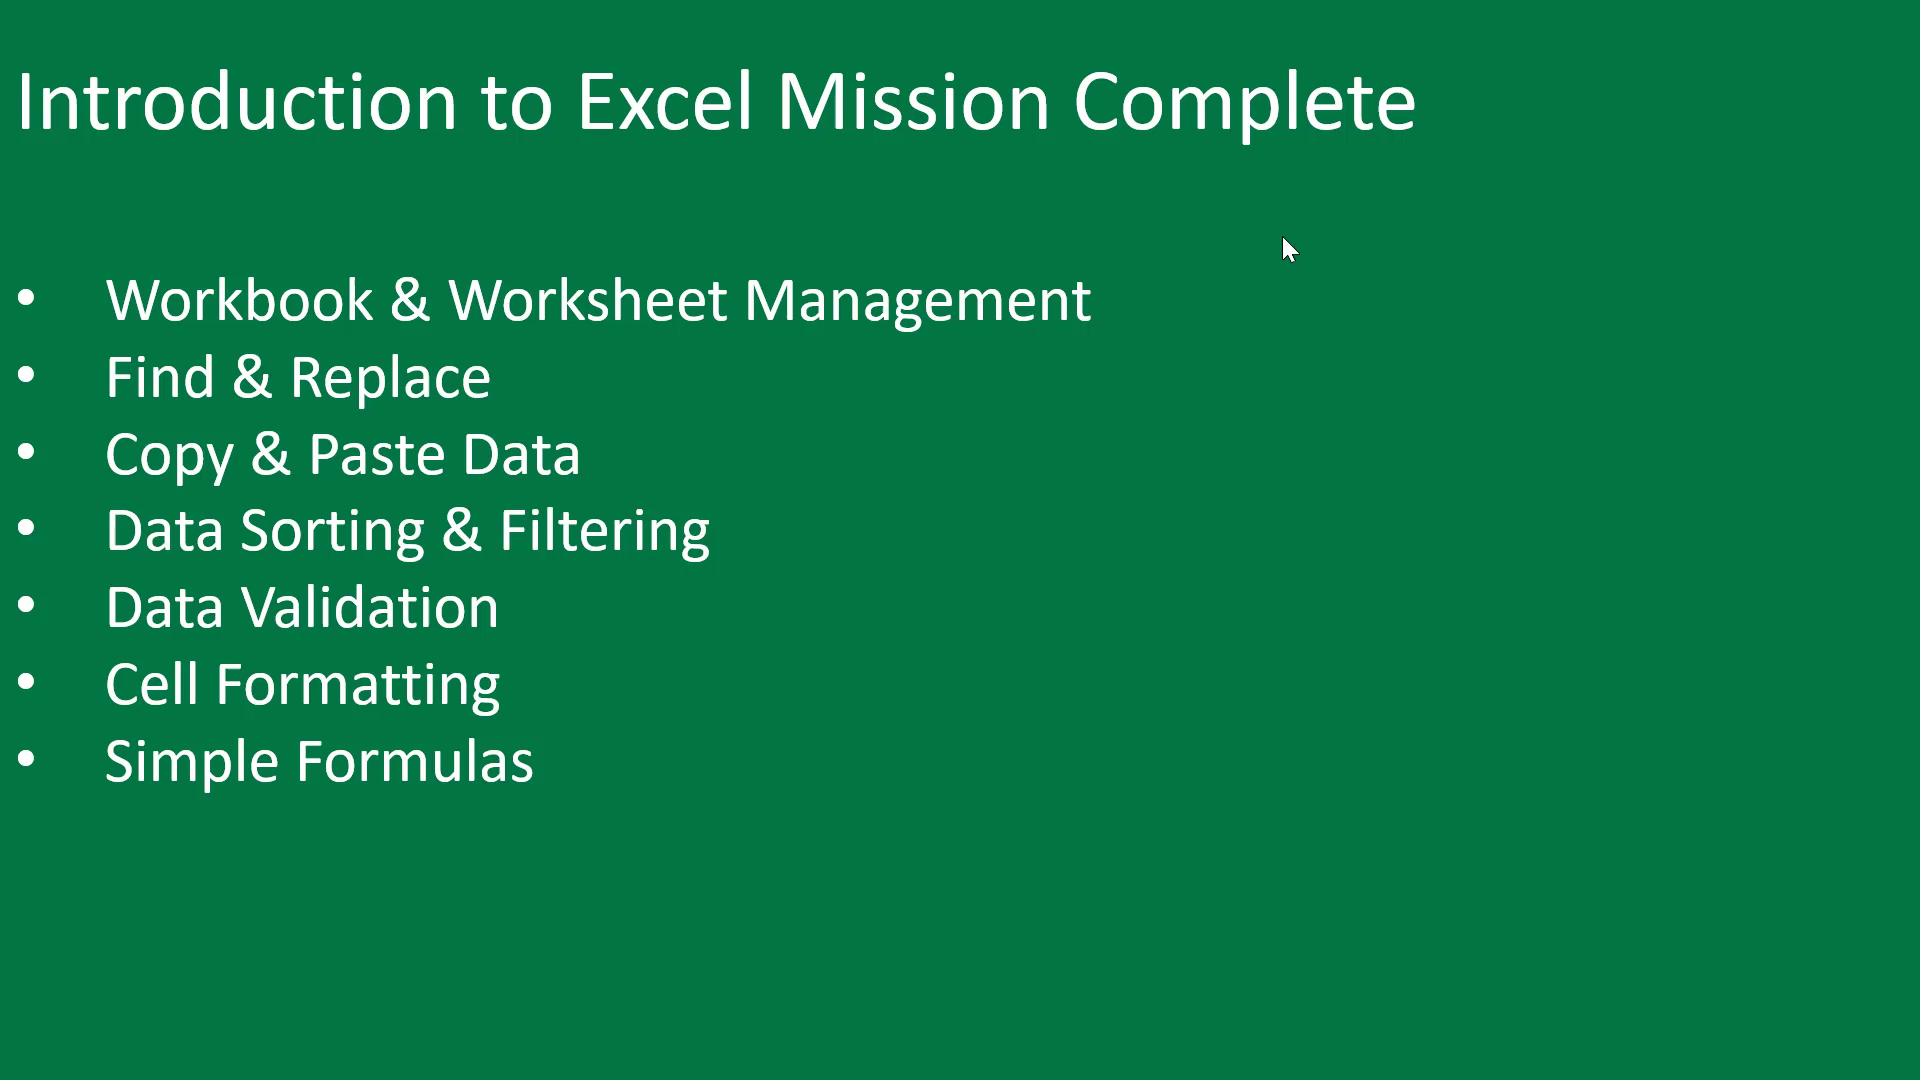 Introduction to Excel Mission Complete
• Workbook & Worksheet Management
• Find & Replace
• Copy & Paste Data
• Data Sorting & Filtering
• Data Validation
• Cell Formatting
• Simple Formulas